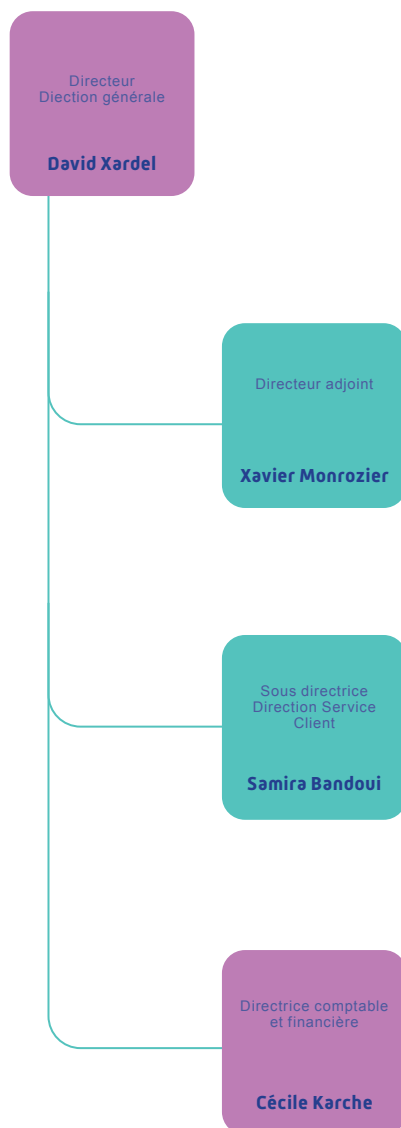 Directeur
Diection générale
David Xardel
Directeur adjoint
Xavier Monrozier
Sous directrice
Direction Service
Client
Samira Bandoui
Directrice comptable
et financière
Cécile Karche